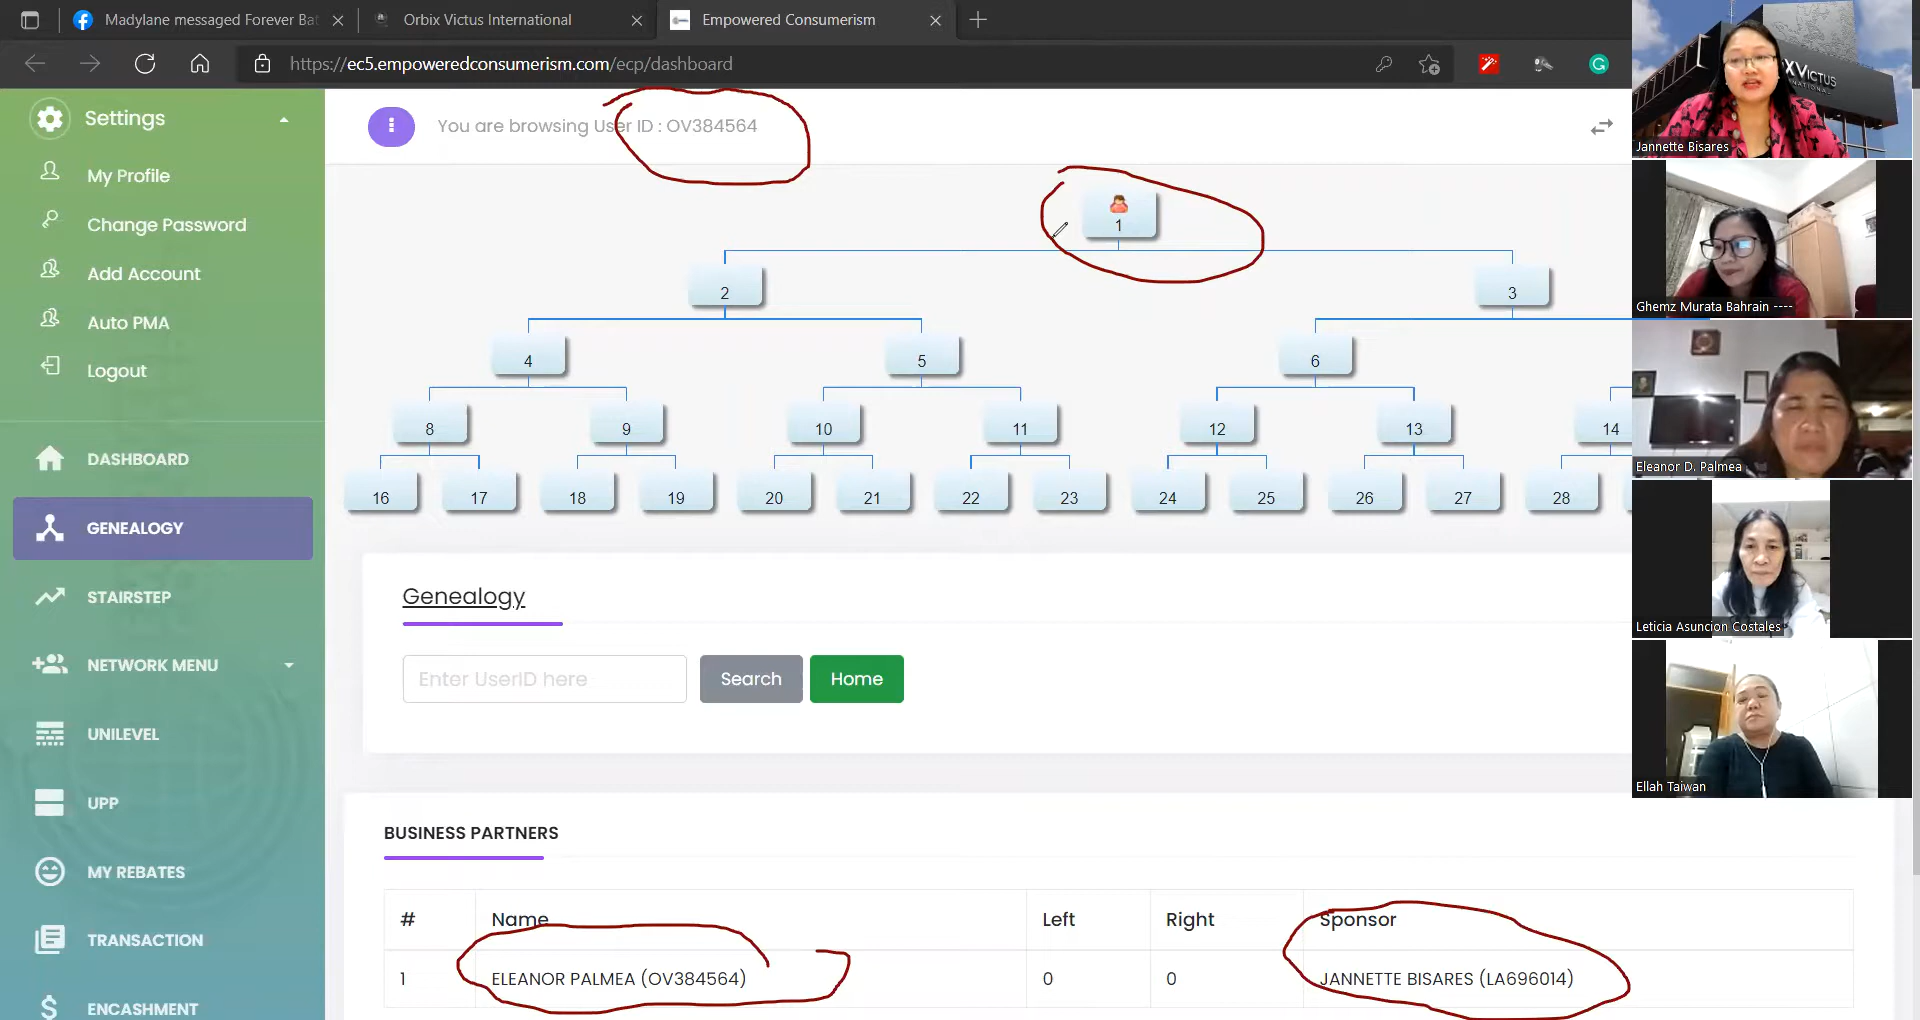 Madylane messaged Forever Bat
Orbix Victus International
Empowered Consumerism
https://ec5.empoweredconsumerism.com/ecp/dashboard
Settings
My Profile
Change Password
Add Account
Auto PMA
Logout
DASHBOARD
GENEALOGY
STAIRSTEP
NETWORK MENU
UNILEVEL
UPP
MY REBATES
TRANSACTION
ENCASHMENT
You are browsing User ID : OV384564
1
2 3
4 5 6
8 9 10 11 12 13 14
16 17 18 19 20 21 22 23 24 25 26 27 28
Genealogy
Enter UserID here Search Home
BUSINESS PARTNERS
# Name Left Right Sponsor
1 ELEANOR PALMEA (OV384564) 0 0 JANNETTE BISARES (LA696014)
XVICTUS
Jannette Bisares
Ghemz Murata Bahrain ----
Eleanor D. Palmea
Leticia Asuncion Costales
Ellah Taiwan